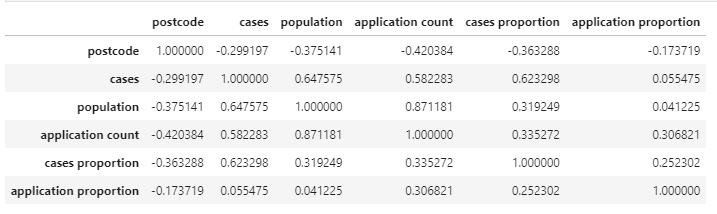 postcode cases population application count cases proportion application proportion
postcode 1.000000 -0.299197 -0.375141 -0.420384 -0.363288 -0.173719
cases -0.299197 1.000000 0.647575 0.582283 0.623298 0.055475
population -0.375141 0.647575 1.000000 0.871181 0.319249 0.041225
application count -0.420384 0.582283 0.871181 1.000000 0.335272 0.306821
cases proportion -0.363288 0.623298 0.319249 0.335272 1.000000 0.252302
application proportion -0.173719 0.055475 0.041225 0.306821 0.252302 1.000000